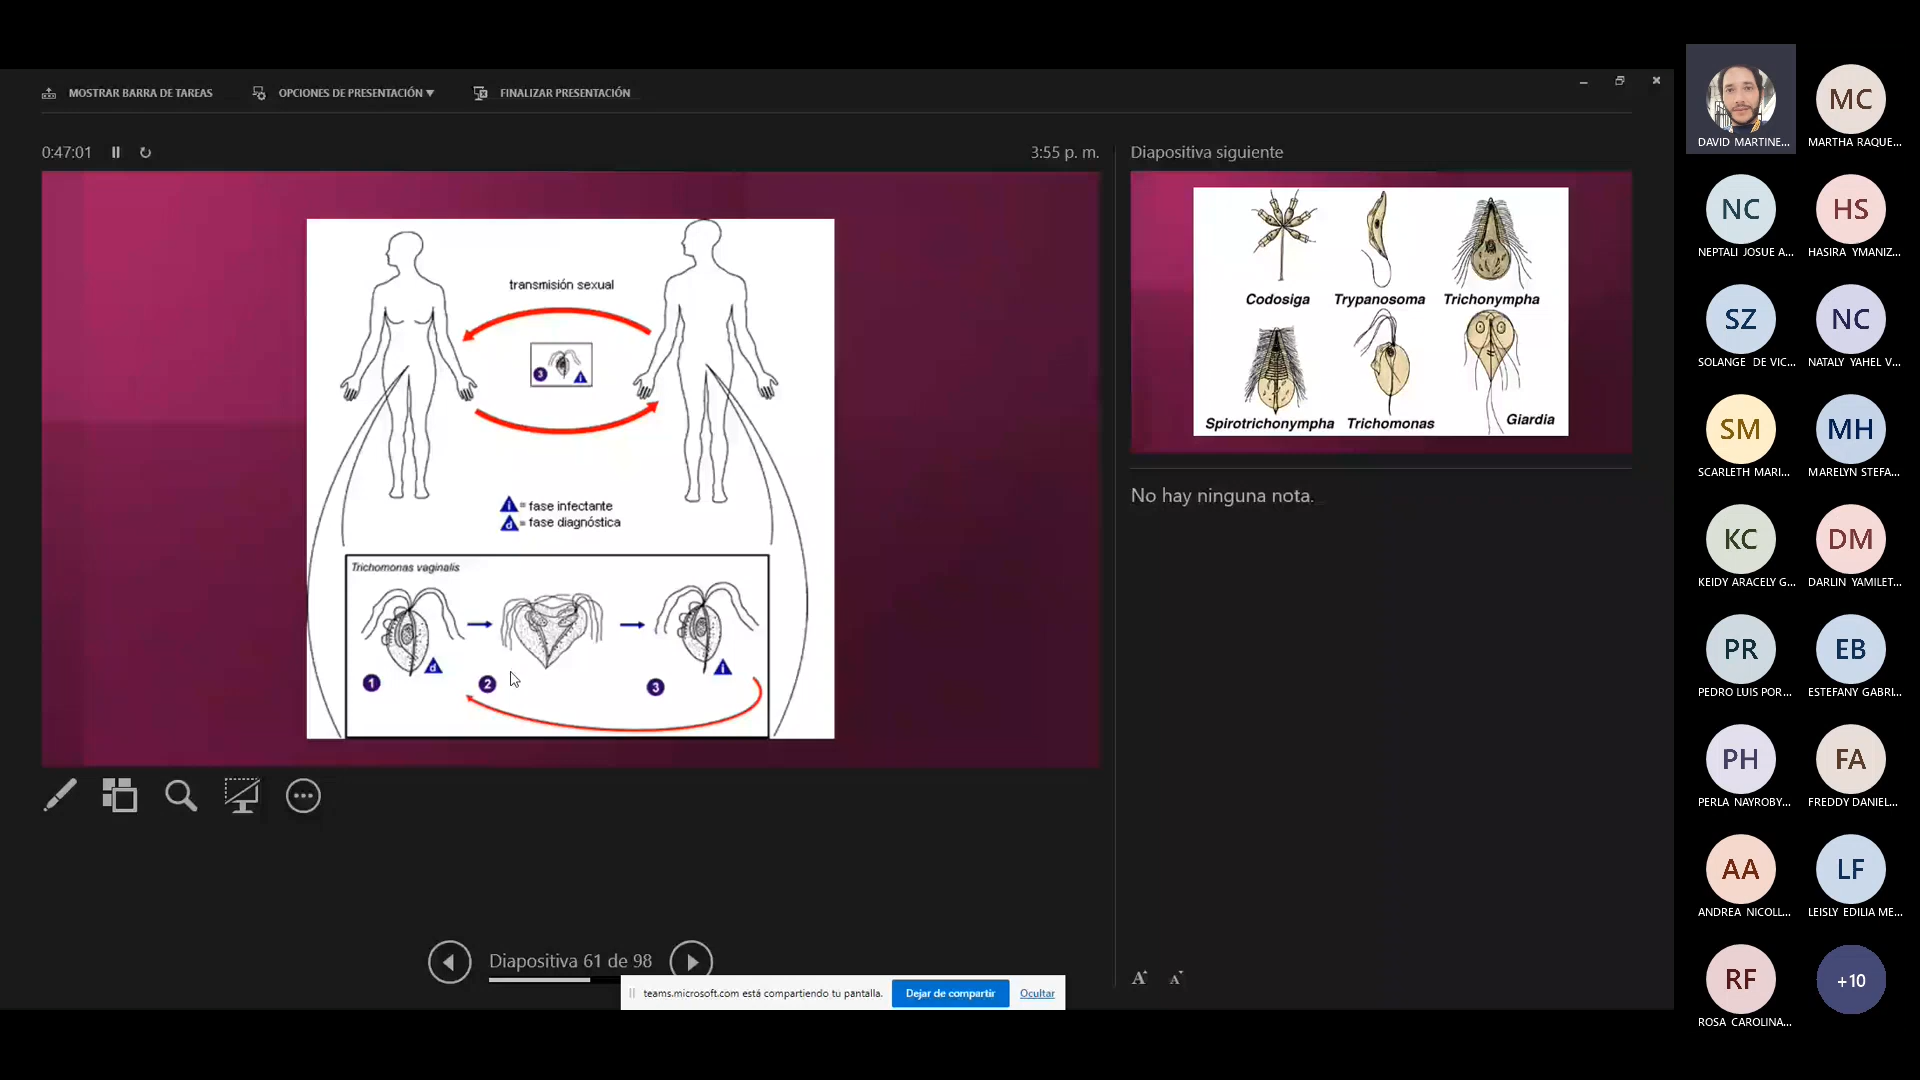 MOSTRAR BARRA DE TAREAS
OPCIONES DE PRESENTACIÓN ▼
FINALIZAR PRESENTACIÓN
0:47:01
3:55 p. m.
Diapositiva siguiente
transmisión sexual
3
i
i = fase infectante
d = fase diagnóstica
Trichomonas vaginalis
d
i
1
2
3
Codosiga
Trypanosoma
Trichonympha
Spirotrichonympha
Trichomonas
Giardia
No hay ninguna nota.
Diapositiva 61 de 98
teams.microsoft.com está compartiendo tu pantalla.
Dejar de compartir
Ocultar
A
A
DAVID MARTINE...
MC
MARTHA RAQUE...
NC
NEPTALI JOSUE A...
HS
HASIRA YMANIZ...
SZ
SOLANGE DE VIC...
NC
NATALY YAHEL V...
SM
SCARLETH MARI...
MH
MARELYN STEFA...
KC
KEIDY ARACELY G...
DM
DARLIN YAMILET...
PR
PEDRO LUIS POR...
EB
ESTEFANY GABRI...
PH
PERLA NAYROBY...
FA
FREDDY DANIEL...
AA
ANDREA NICOLL...
LF
LEISLY EDILIA ME...
RF
ROSA CAROLINA...
+10